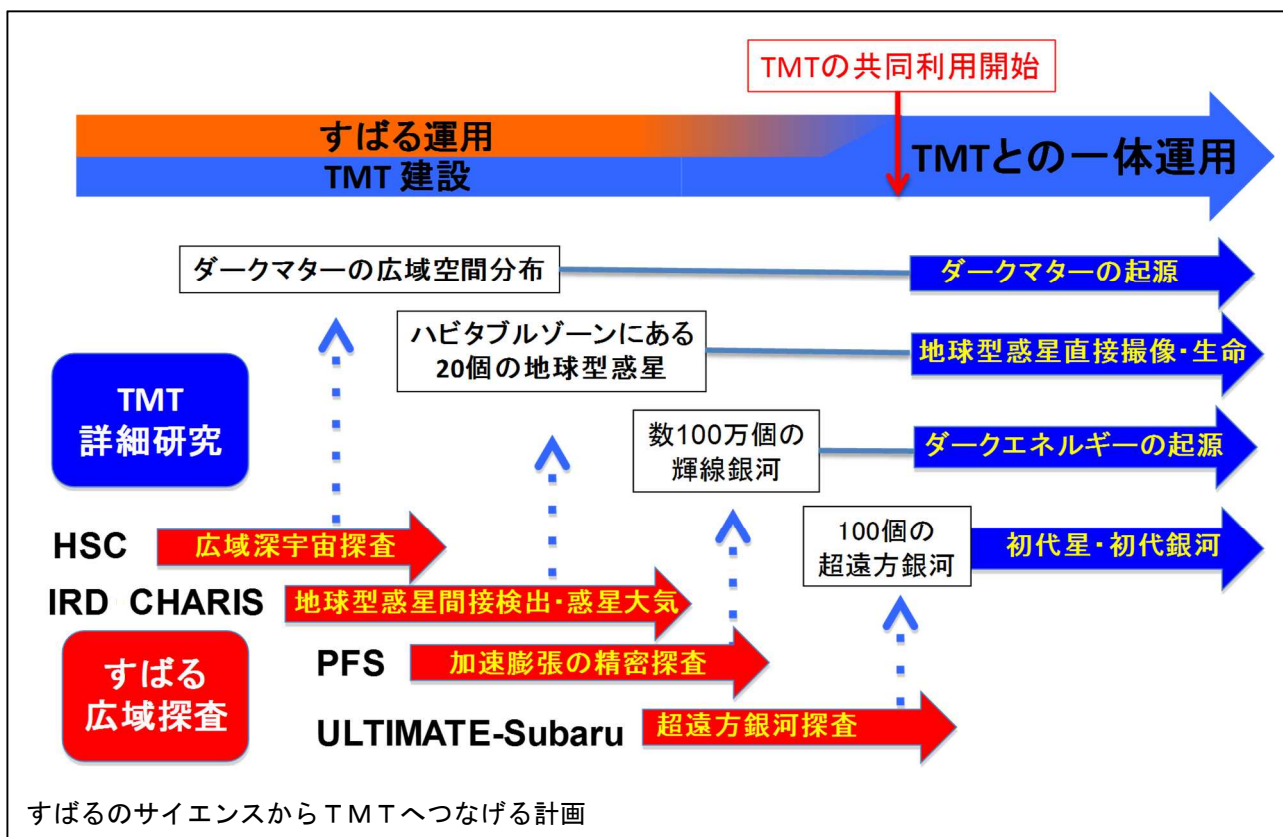 TMTの共同利用開始
すばる運用
TMT 建設
TMTとの一体運用
ダークマターの広域空間分布
ダークマターの起源
ハビタブルゾーンにある
20個の地球型惑星
地球型惑星直接撮像・生命
TMT
詳細研究
数100万個の
輝線銀河
ダークエネルギーの起源
100個の
超遠方銀河
初代星・初代銀河
HSC
広域深宇宙探査
IRD CHARIS
地球型惑星間接検出・惑星大気
すばる
広域探査
PFS
加速膨張の精密探査
ULTIMATE-Subaru
超遠方銀河探査
すばるのサイエンスからＴＭＴへつなげる計画